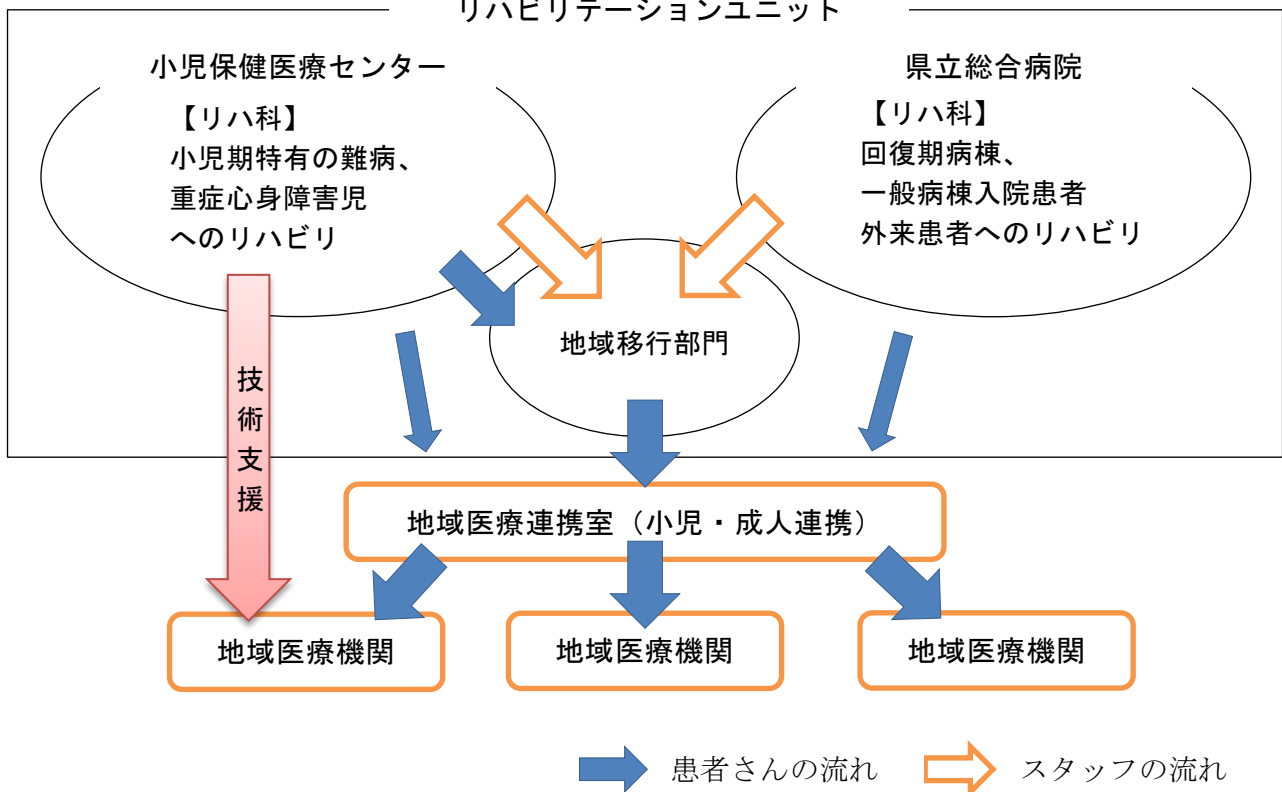 リハビリテーションユニット
小児保健医療センター
【リハ科】
小児期特有の難病、
重症心身障害児
へのリハビリ
県立総合病院
【リハ科】
回復期病棟、
一般病棟入院患者
外来患者へのリハビリ
地域移行部門
技術支援
地域医療連携室（小児・成人連携）
地域医療機関
地域医療機関
地域医療機関
患者さんの流れ
スタッフの流れ